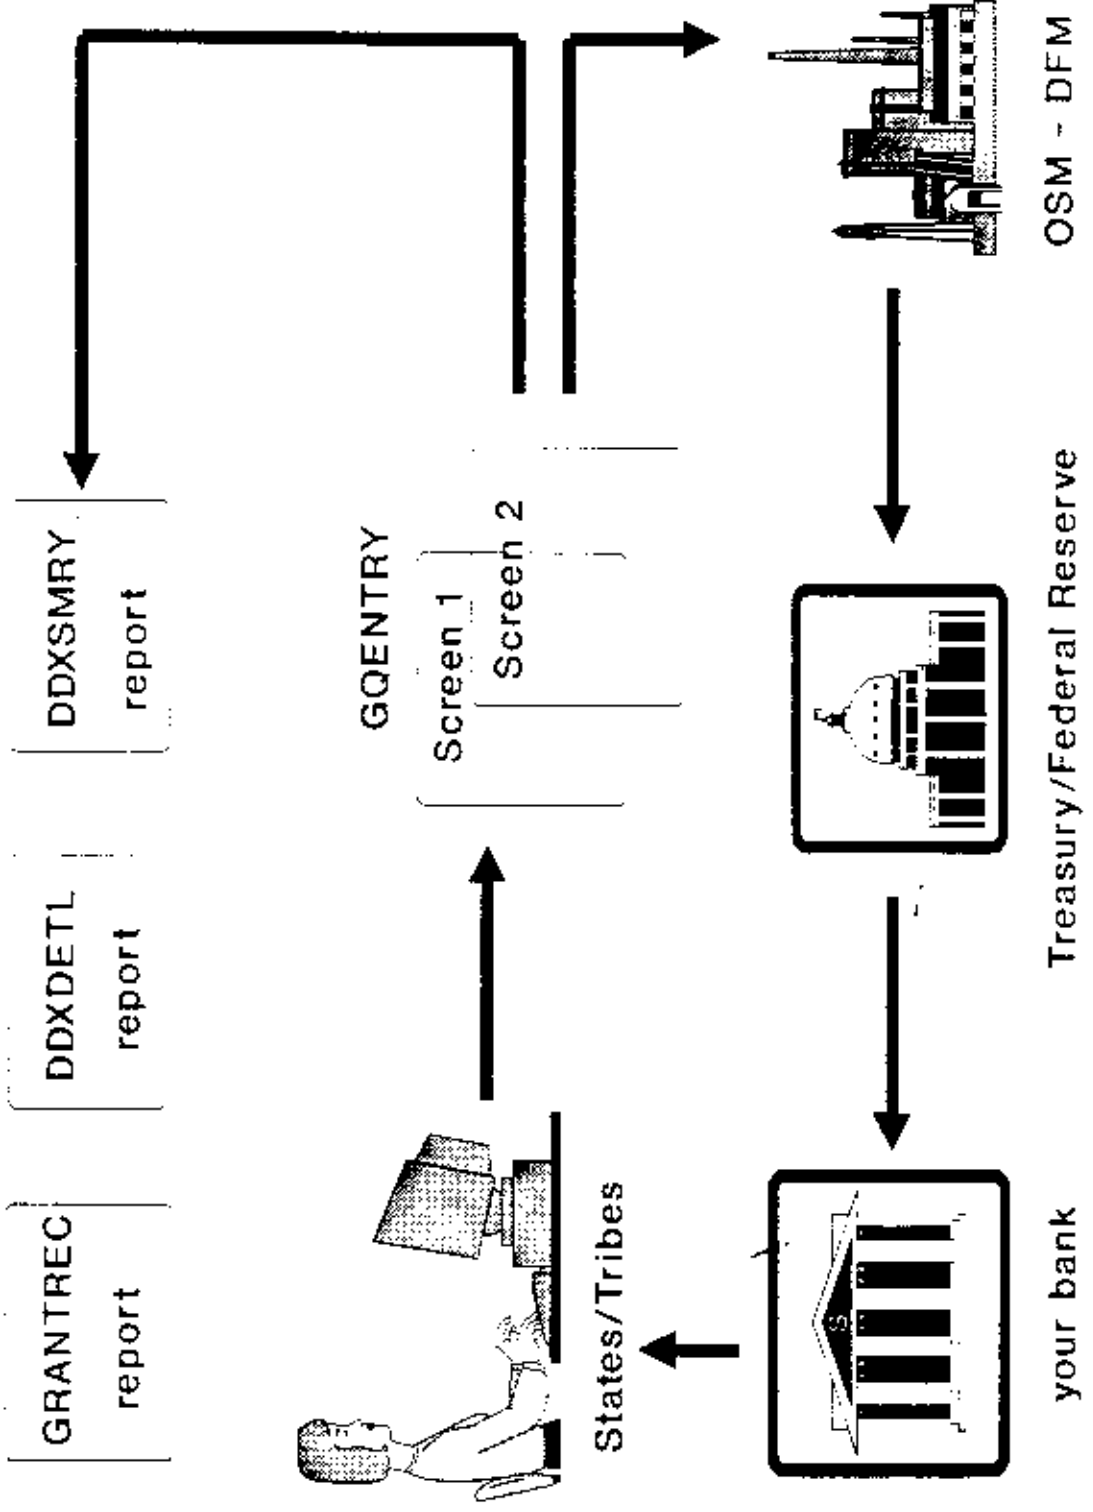 GRANTREC
report
DDXDETL
report
DDXSMRY
report
GQENTRY
Screen 1
Screen 2
States/Tribes
$
your bank
Treasury/Federal Reserve
OSM - DFM